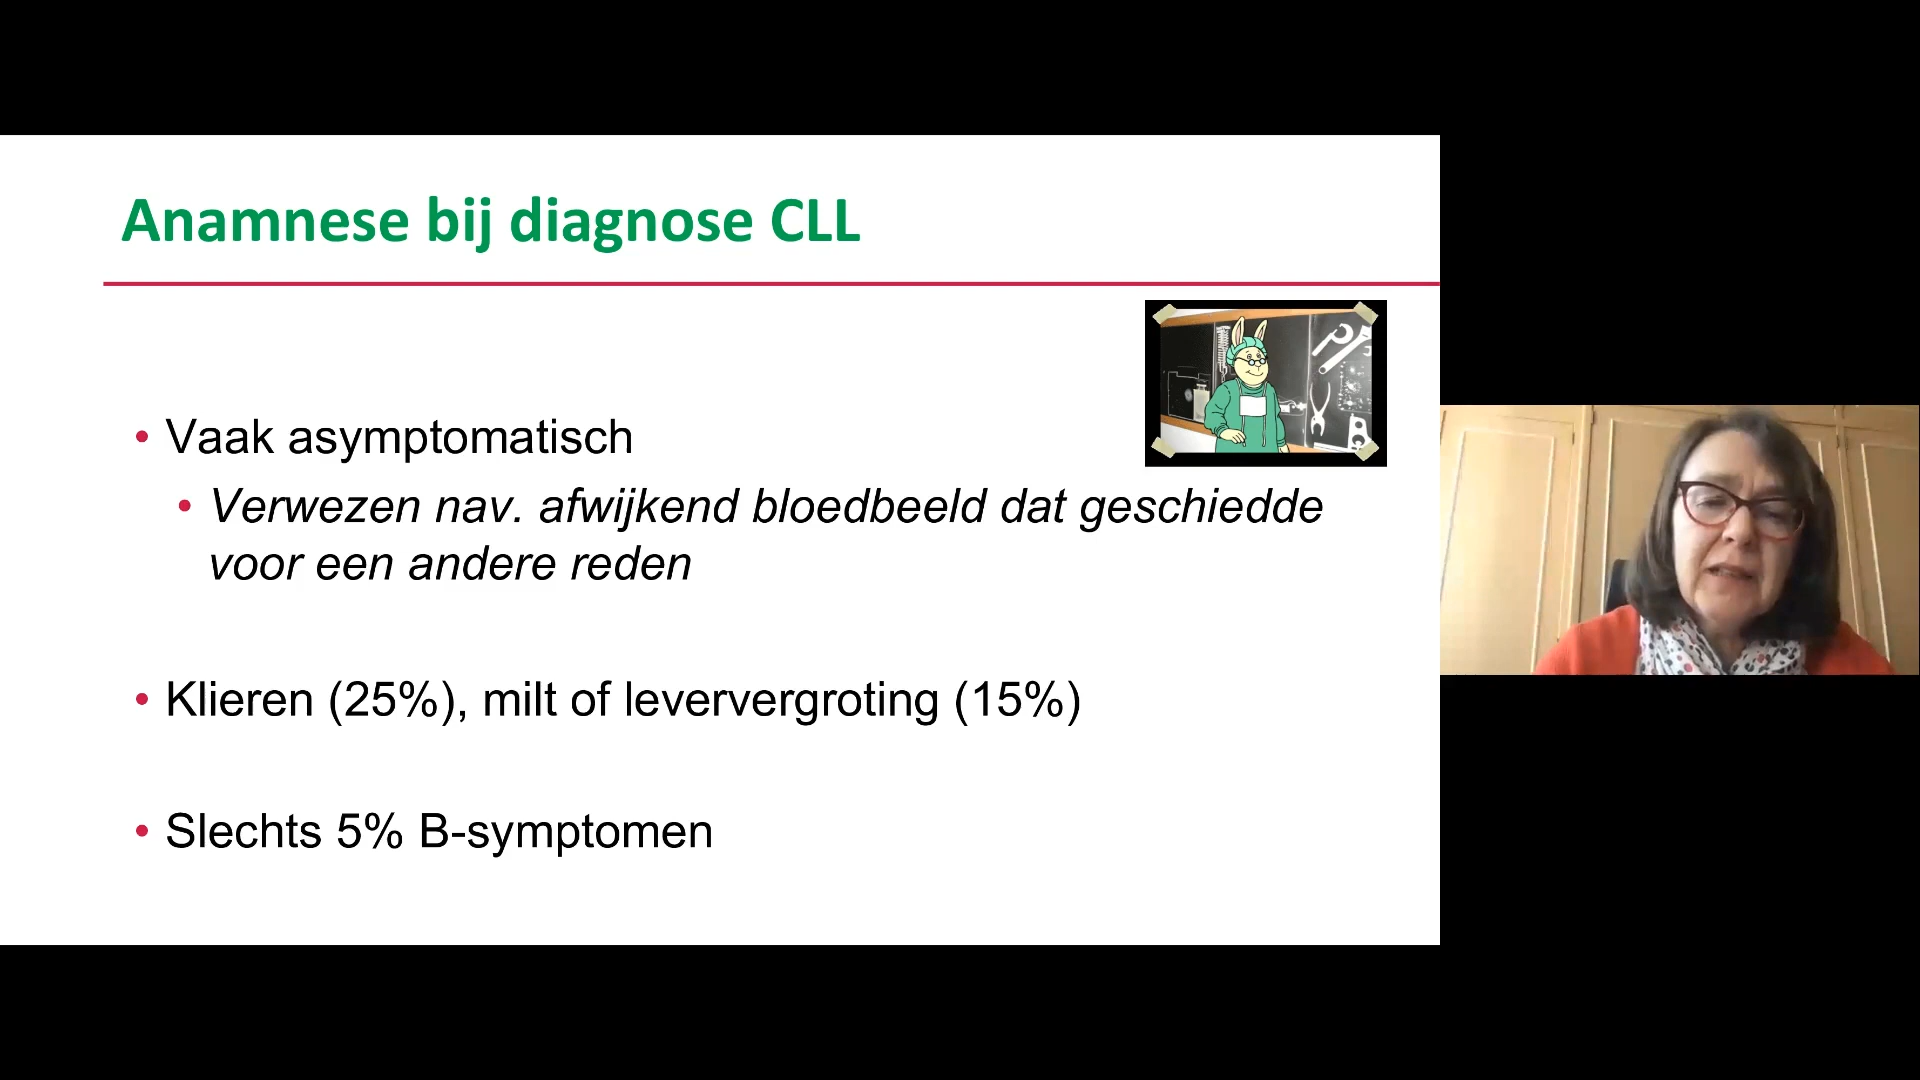 Anamnese bij diagnose CLL
• Vaak asymptomatisch
• Verwezen nav. afwijkend bloedbeeld dat geschiedde
voor een andere reden
• Klieren (25%), milt of leververgroting (15%)
• Slechts 5% B-symptomen